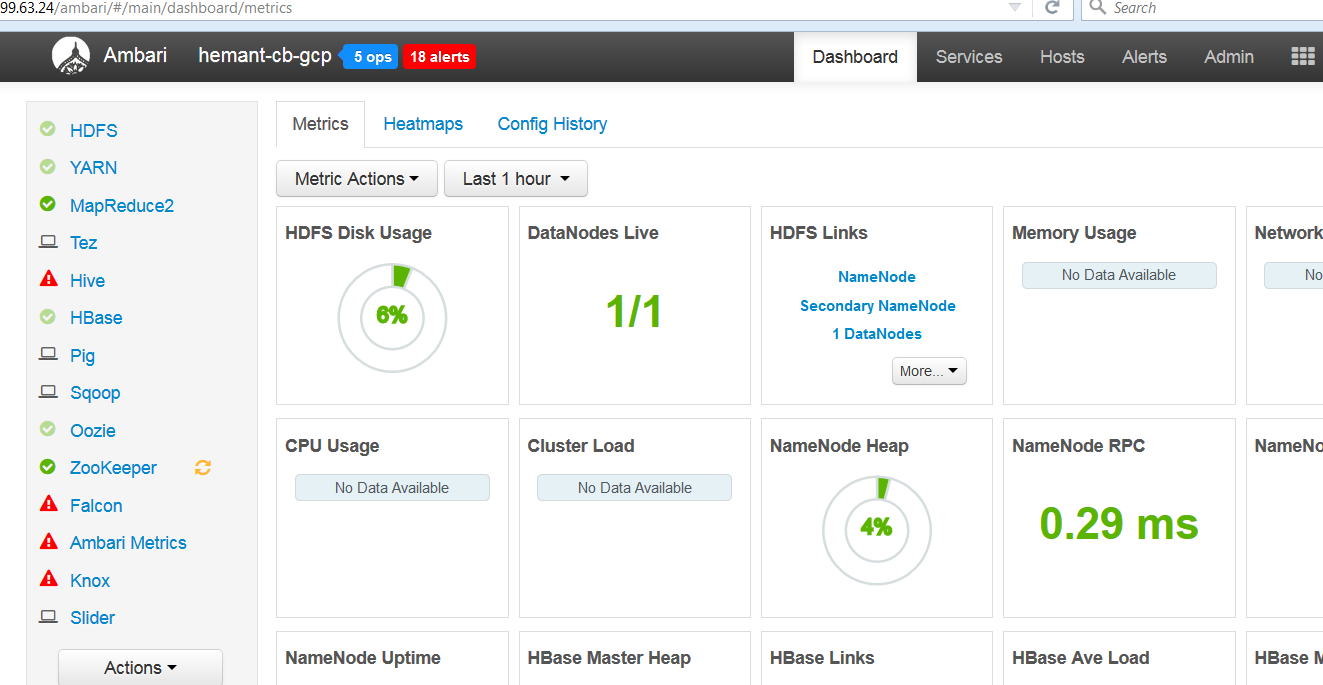 99.63.24/ambari/#/main/dashboard/metrics
Search
Ambari hemant-cb-gcp 5 ops 18 alerts Dashboard Services Hosts Alerts Admin
HDFS
YARN
MapReduce2
Tez
Hive
HBase
Pig
Sqoop
Oozie
ZooKeeper
Falcon
Ambari Metrics
Knox
Slider
Actions
Metrics Heatmaps Config History
Metric Actions Last 1 hour
HDFS Disk Usage
6%
DataNodes Live
1/1
HDFS Links
NameNode
Secondary NameNode
1 DataNodes
More...
Memory Usage
No Data Available
Network
No
CPU Usage
No Data Available
Cluster Load
No Data Available
NameNode Heap
4%
NameNode RPC
0.29 ms
NameNo
NameNode Uptime
HBase Master Heap
HBase Links
HBase Ave Load
HBase M